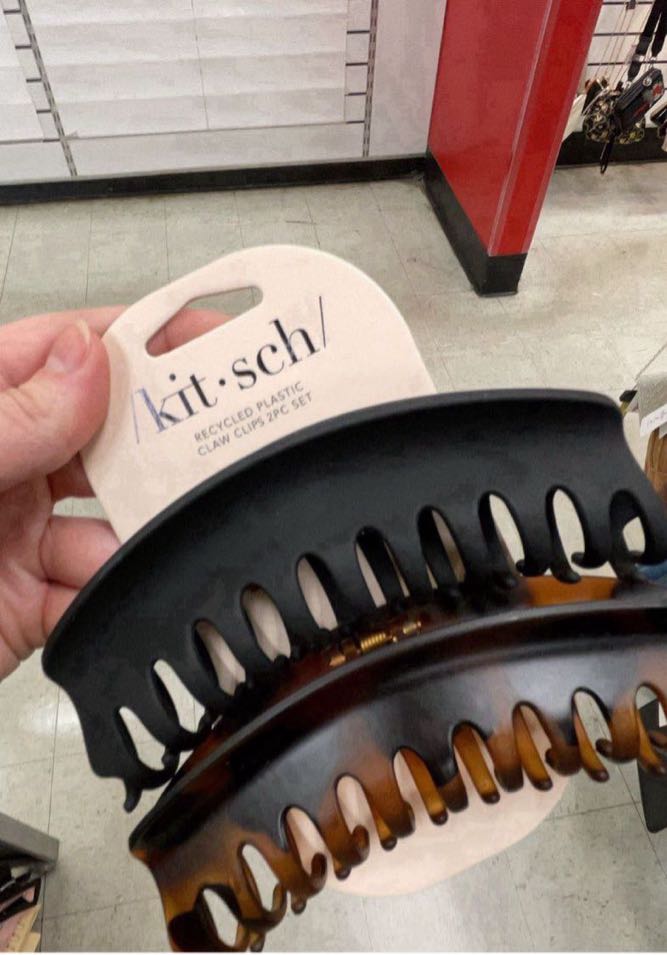 /kit·sch/
RECYCLED PLASTIC
CLAW CLIPS 2PC SET